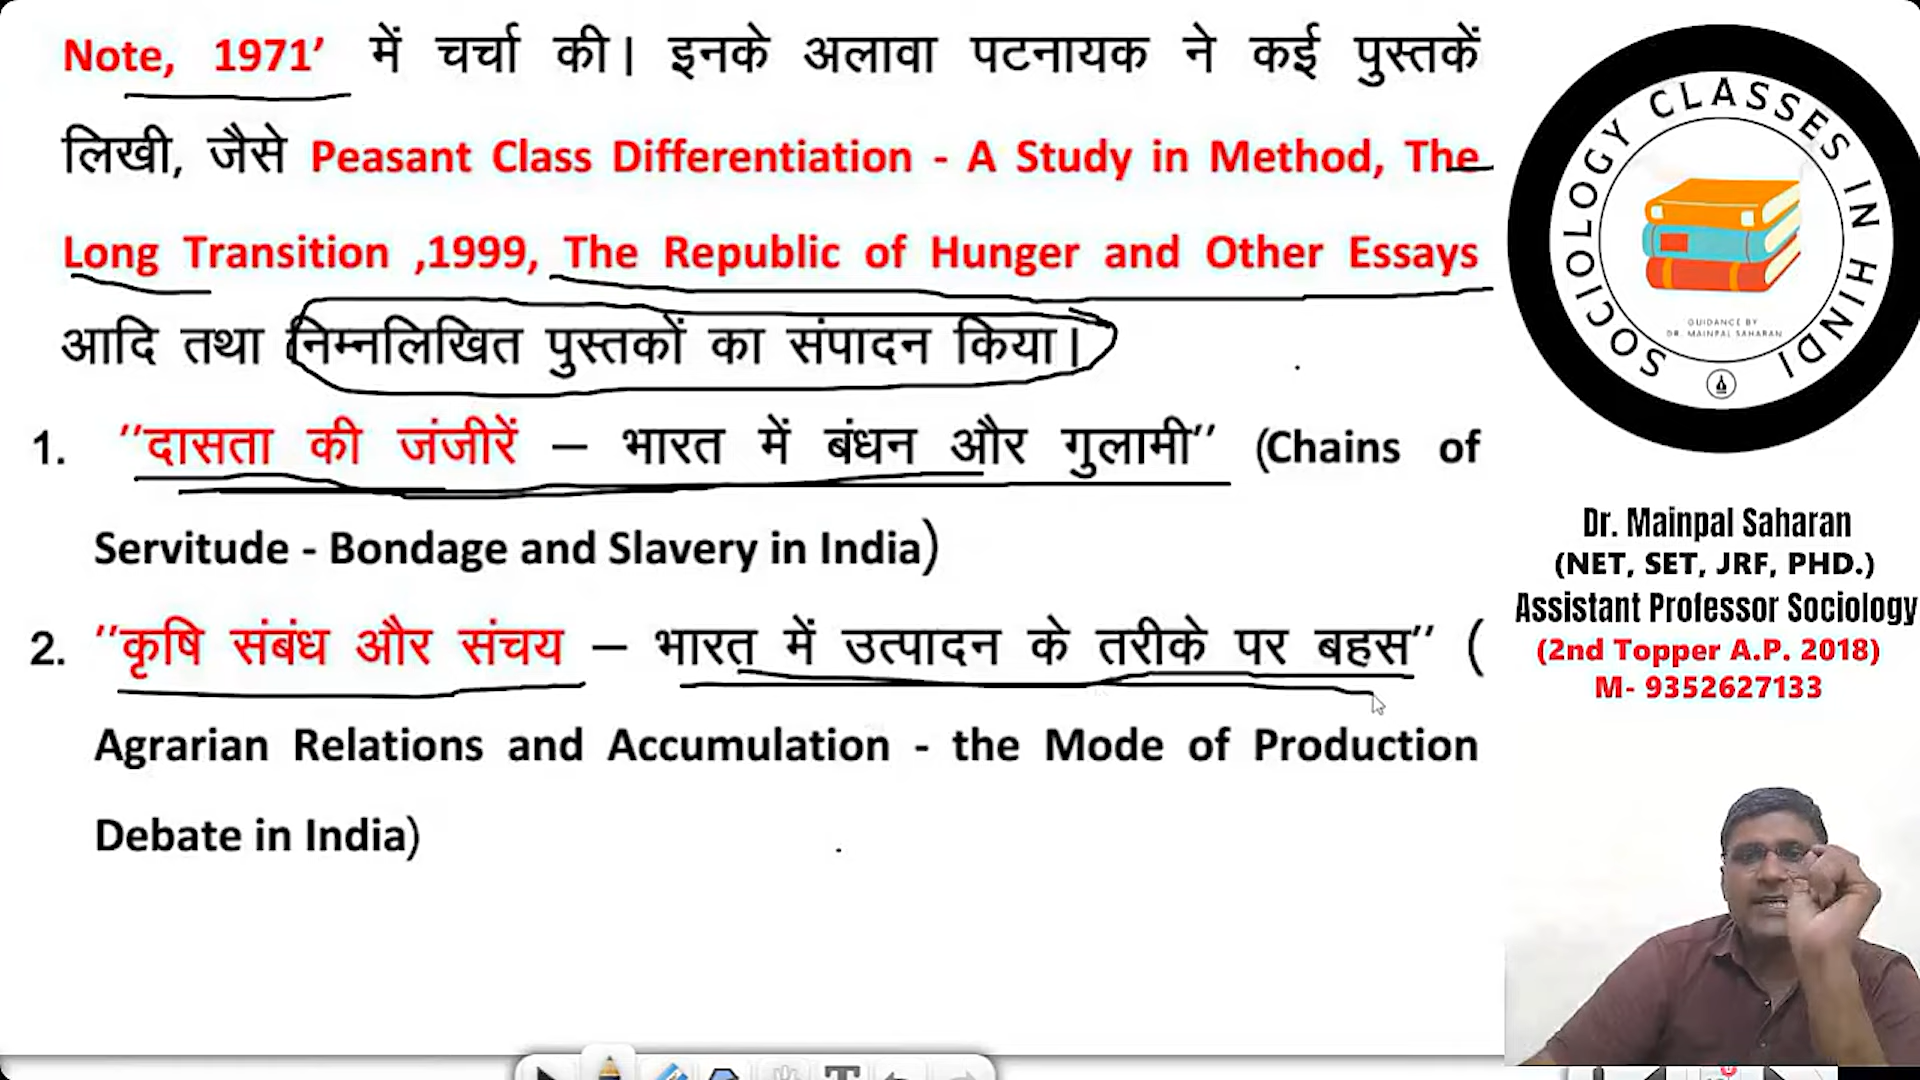 Note, 1971’ में चर्चा की। इनके अलावा पटनायक ने कई पुस्तकें
लिखी, जैसे Peasant Class Differentiation - A Study in Method, The
Long Transition ,1999, The Republic of Hunger and Other Essays
आदि तथा निम्नलिखित पुस्तकों का संपादन किया।
1. ’’दासता की जंजीरें – भारत में बंधन और गुलामी’’ (Chains of
Servitude - Bondage and Slavery in India)
2. ’’कृषि संबंध और संचय – भारत में उत्पादन के तरीके पर बहस’’ (
Agrarian Relations and Accumulation - the Mode of Production
Debate in India)
SOCIOLOGY CLASSES IN HINDI
GUIDANCE BY
DR. MAINPAL SAHARAN
Dr. Mainpal Saharan
(NET, SET, JRF, PHD.)
Assistant Professor Sociology
(2nd Topper A.P. 2018)
M- 9352627133